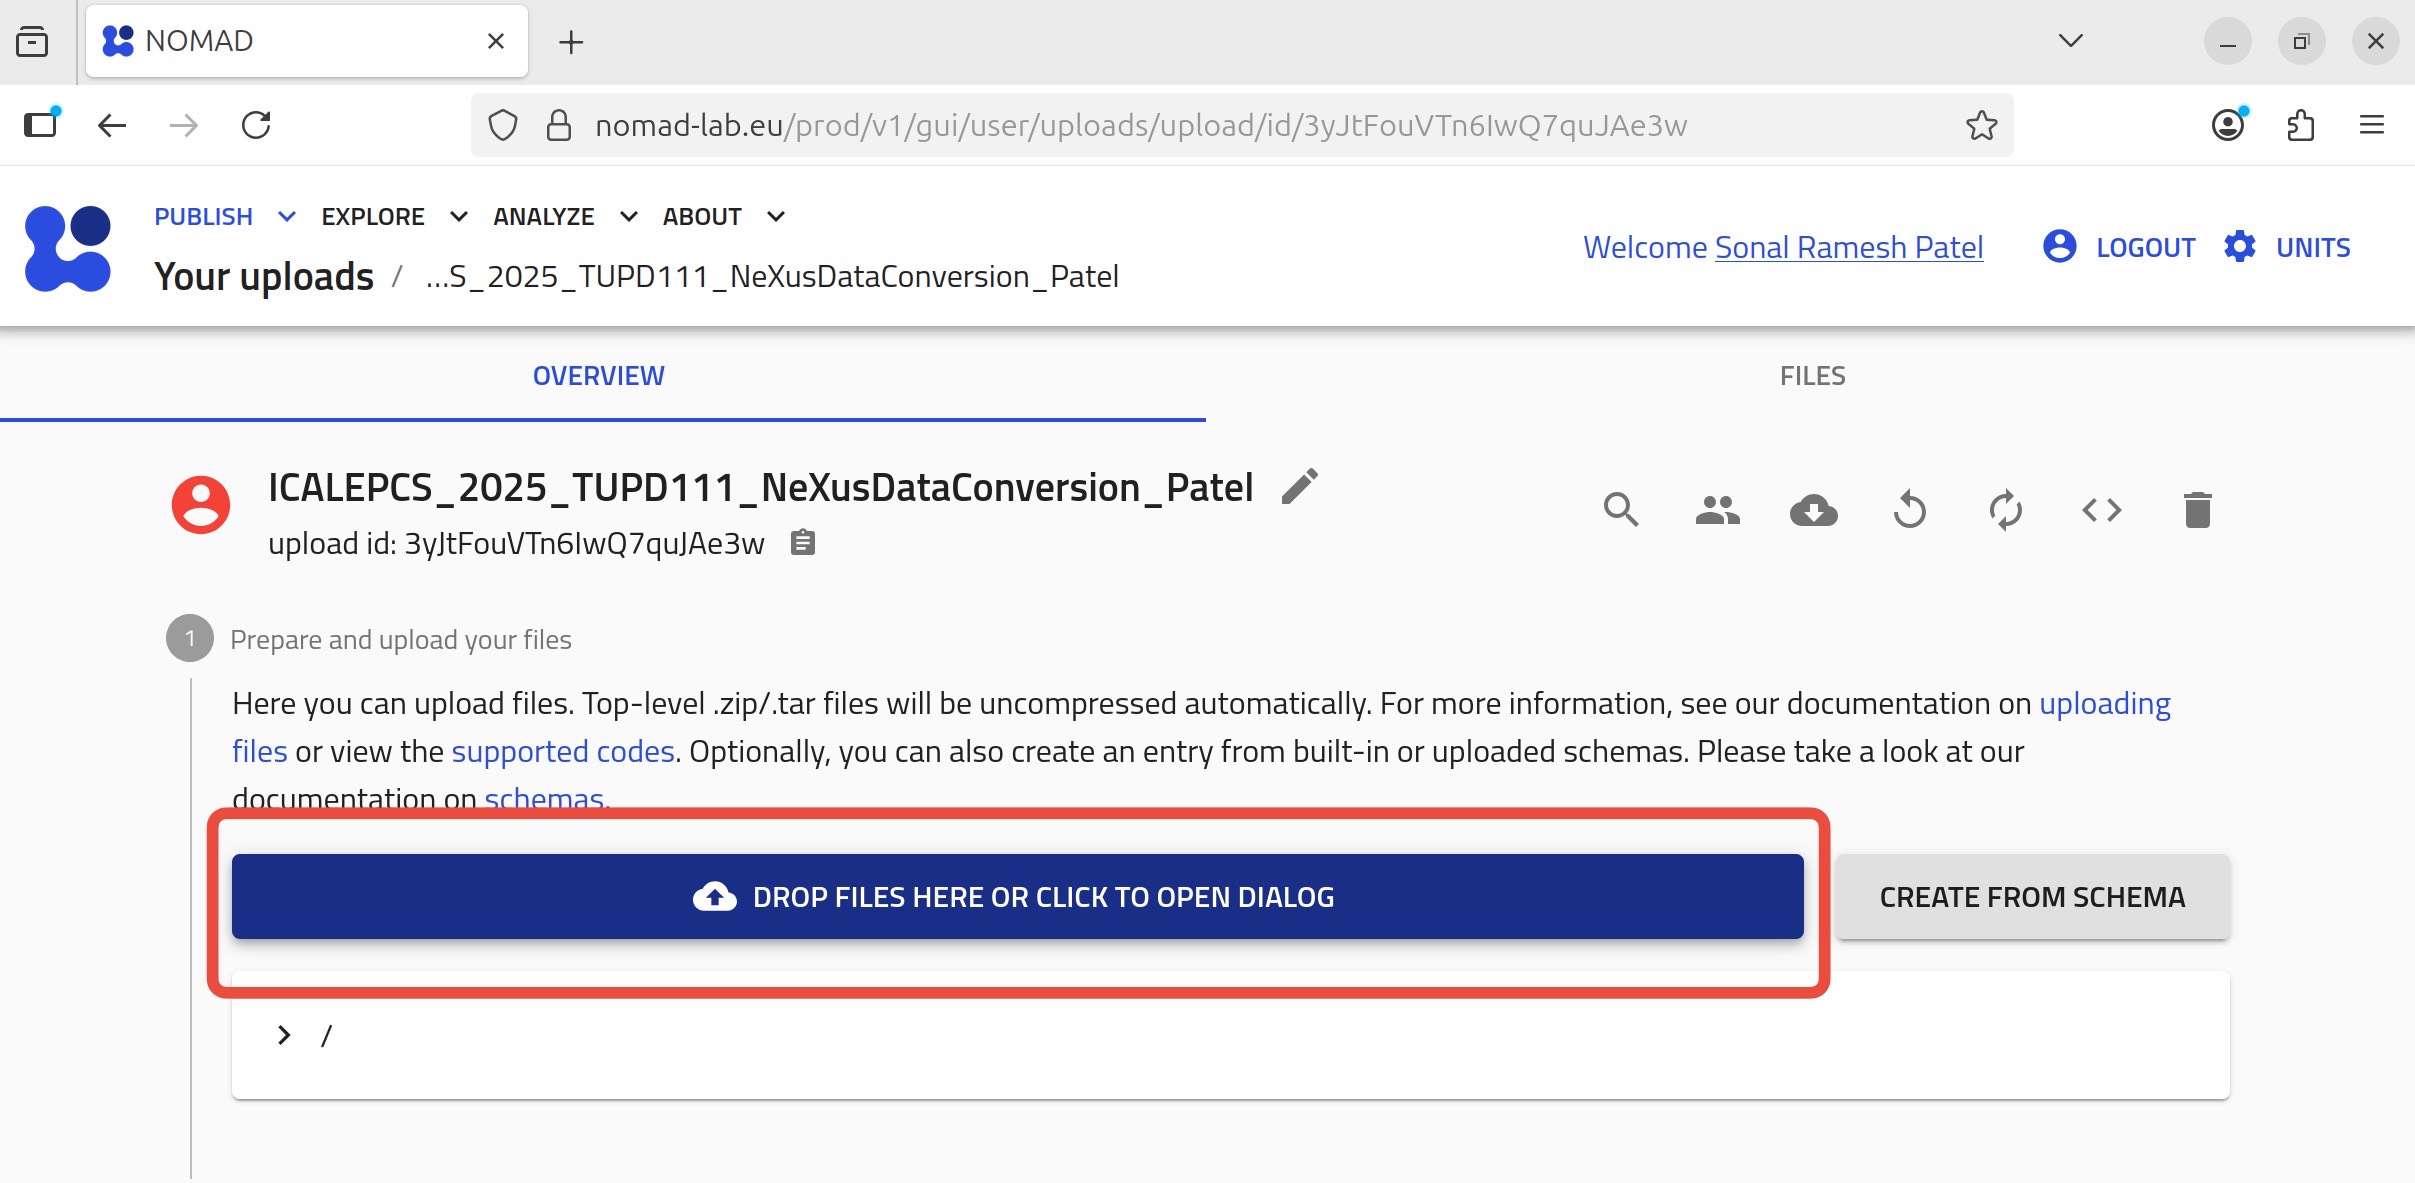 NOMAD
nomad-lab.eu/prod/v1/gui/user/uploads/upload/id/3yJtFouVTn6IwQ7quJAe3w
PUBLISH EXPLORE ANALYZE ABOUT
Your uploads / ...S_2025_TUPD111_NeXusDataConversion_Patel
Welcome Sonal Ramesh Patel LOGOUT UNITS
OVERVIEW FILES
ICALEPCS_2025_TUPD111_NeXusDataConversion_Patel
upload id: 3yJtFouVTn6IwQ7quJAe3w
1 Prepare and upload your files
Here you can upload files. Top-level .zip/.tar files will be uncompressed automatically. For more information, see our documentation on uploading
files or view the supported codes. Optionally, you can also create an entry from built-in or uploaded schemas. Please take a look at our
documentation on schemas.
DROP FILES HERE OR CLICK TO OPEN DIALOG CREATE FROM SCHEMA
/